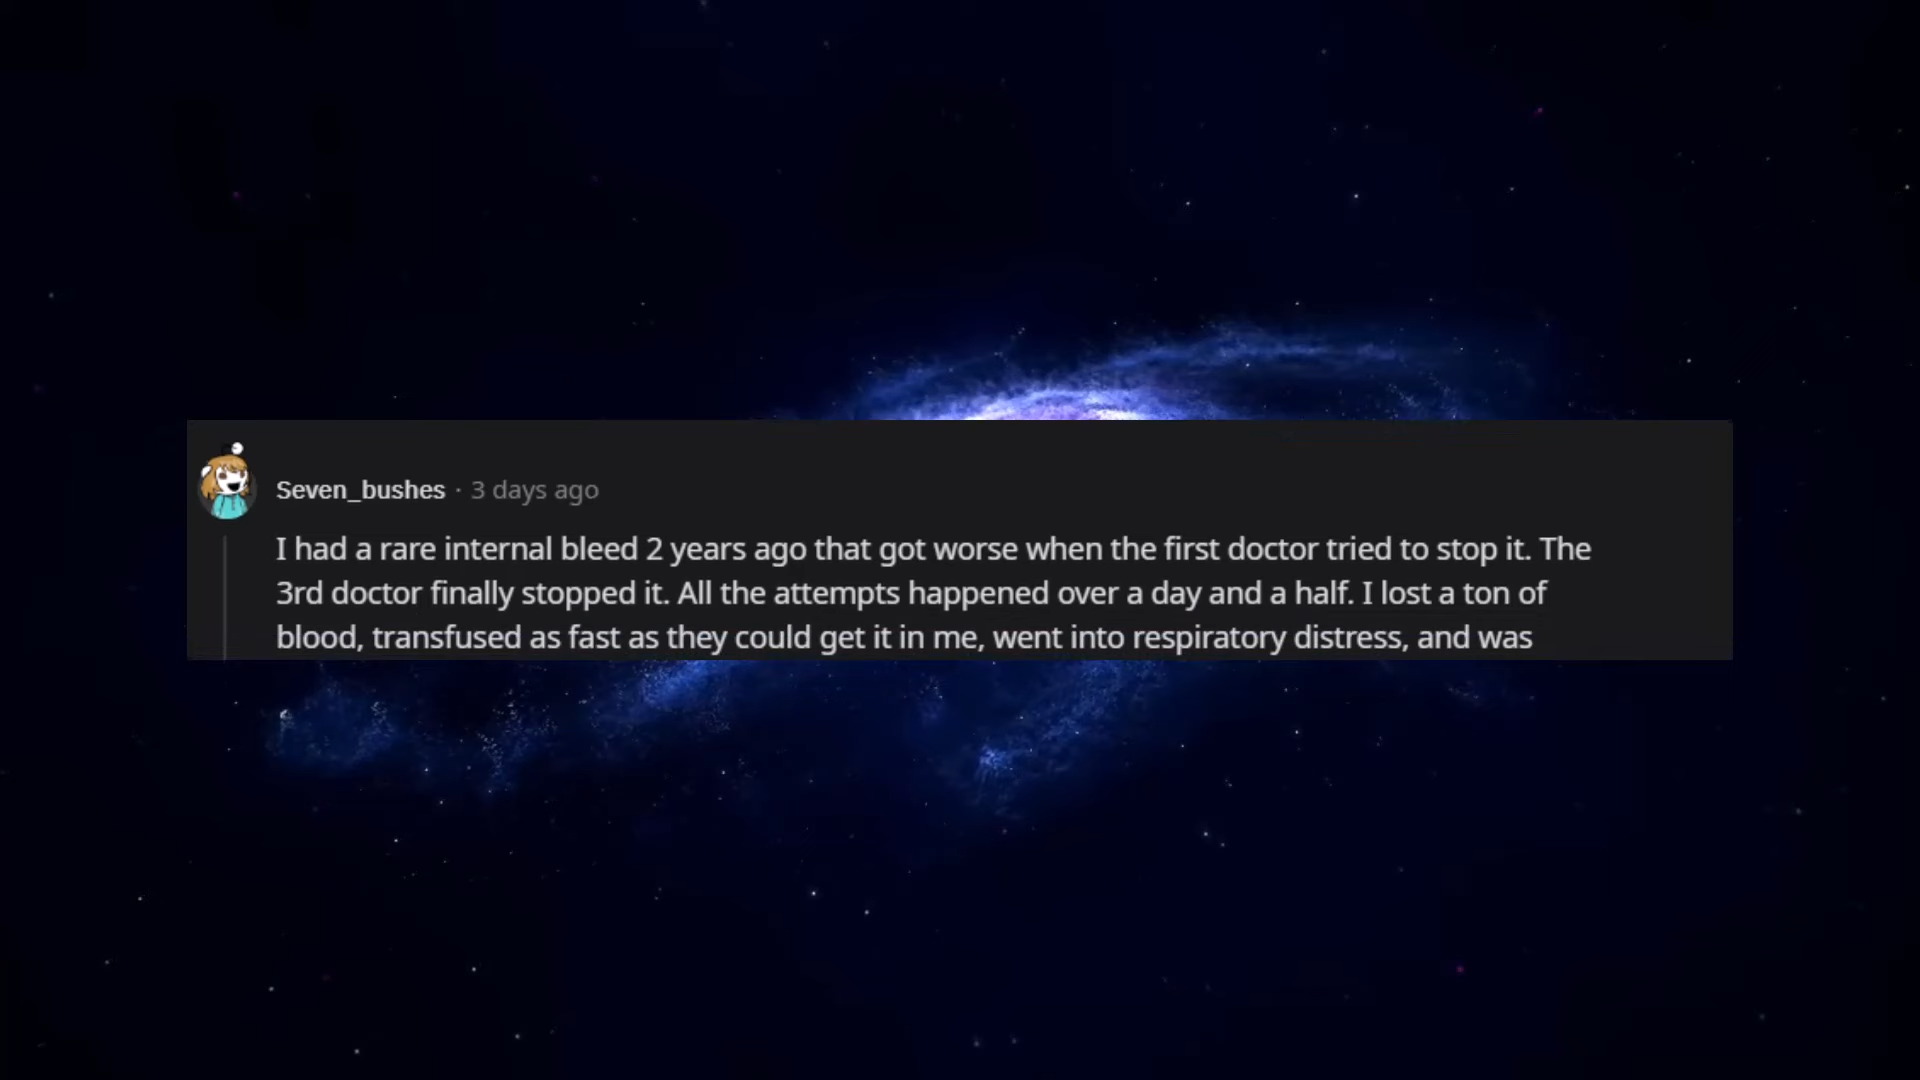 Seven_bushes · 3 days ago
I had a rare internal bleed 2 years ago that got worse when the first doctor tried to stop it. The
3rd doctor finally stopped it. All the attempts happened over a day and a half. I lost a ton of
blood, transfused as fast as they could get it in me, went into respiratory distress, and was